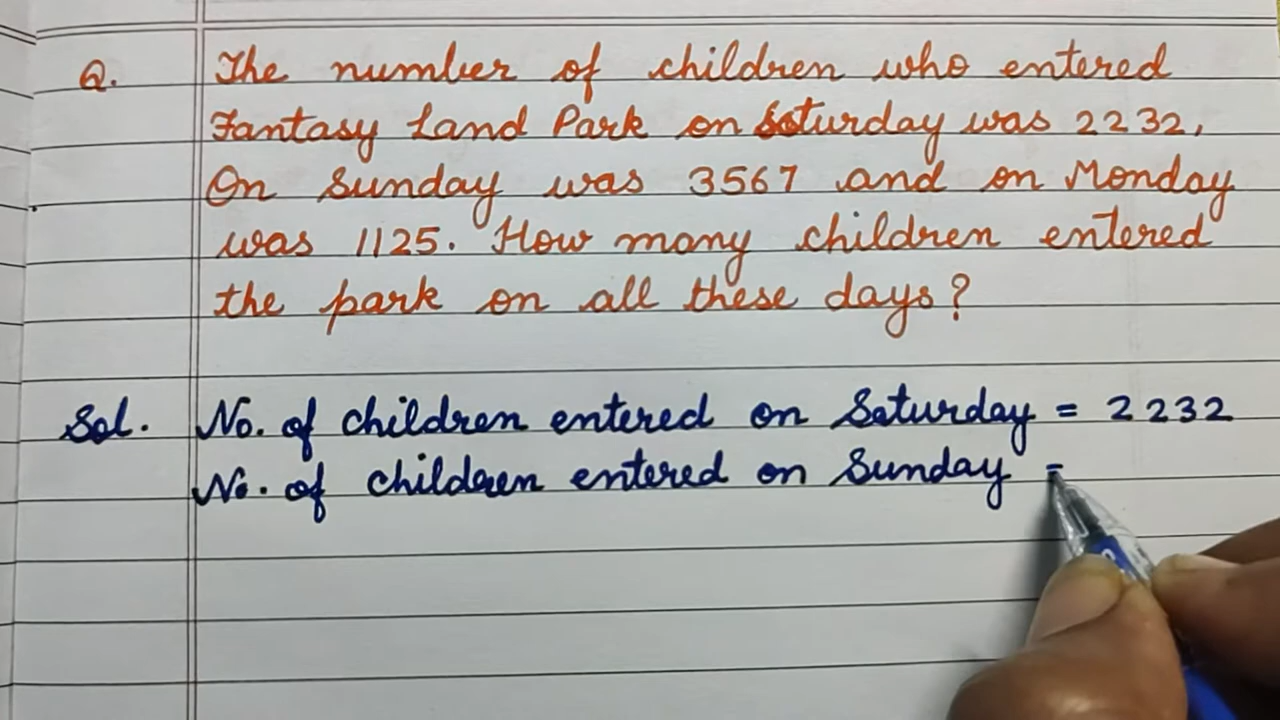 Q. The number of children who entered
Fantasy Land Park on Saturday was 2232,
On Sunday was 3567 and on Monday
was 1125. How many children entered
the park on all these days?
Sol. No. of children entered on Saturday = 2232
No. of children entered on Sunday =